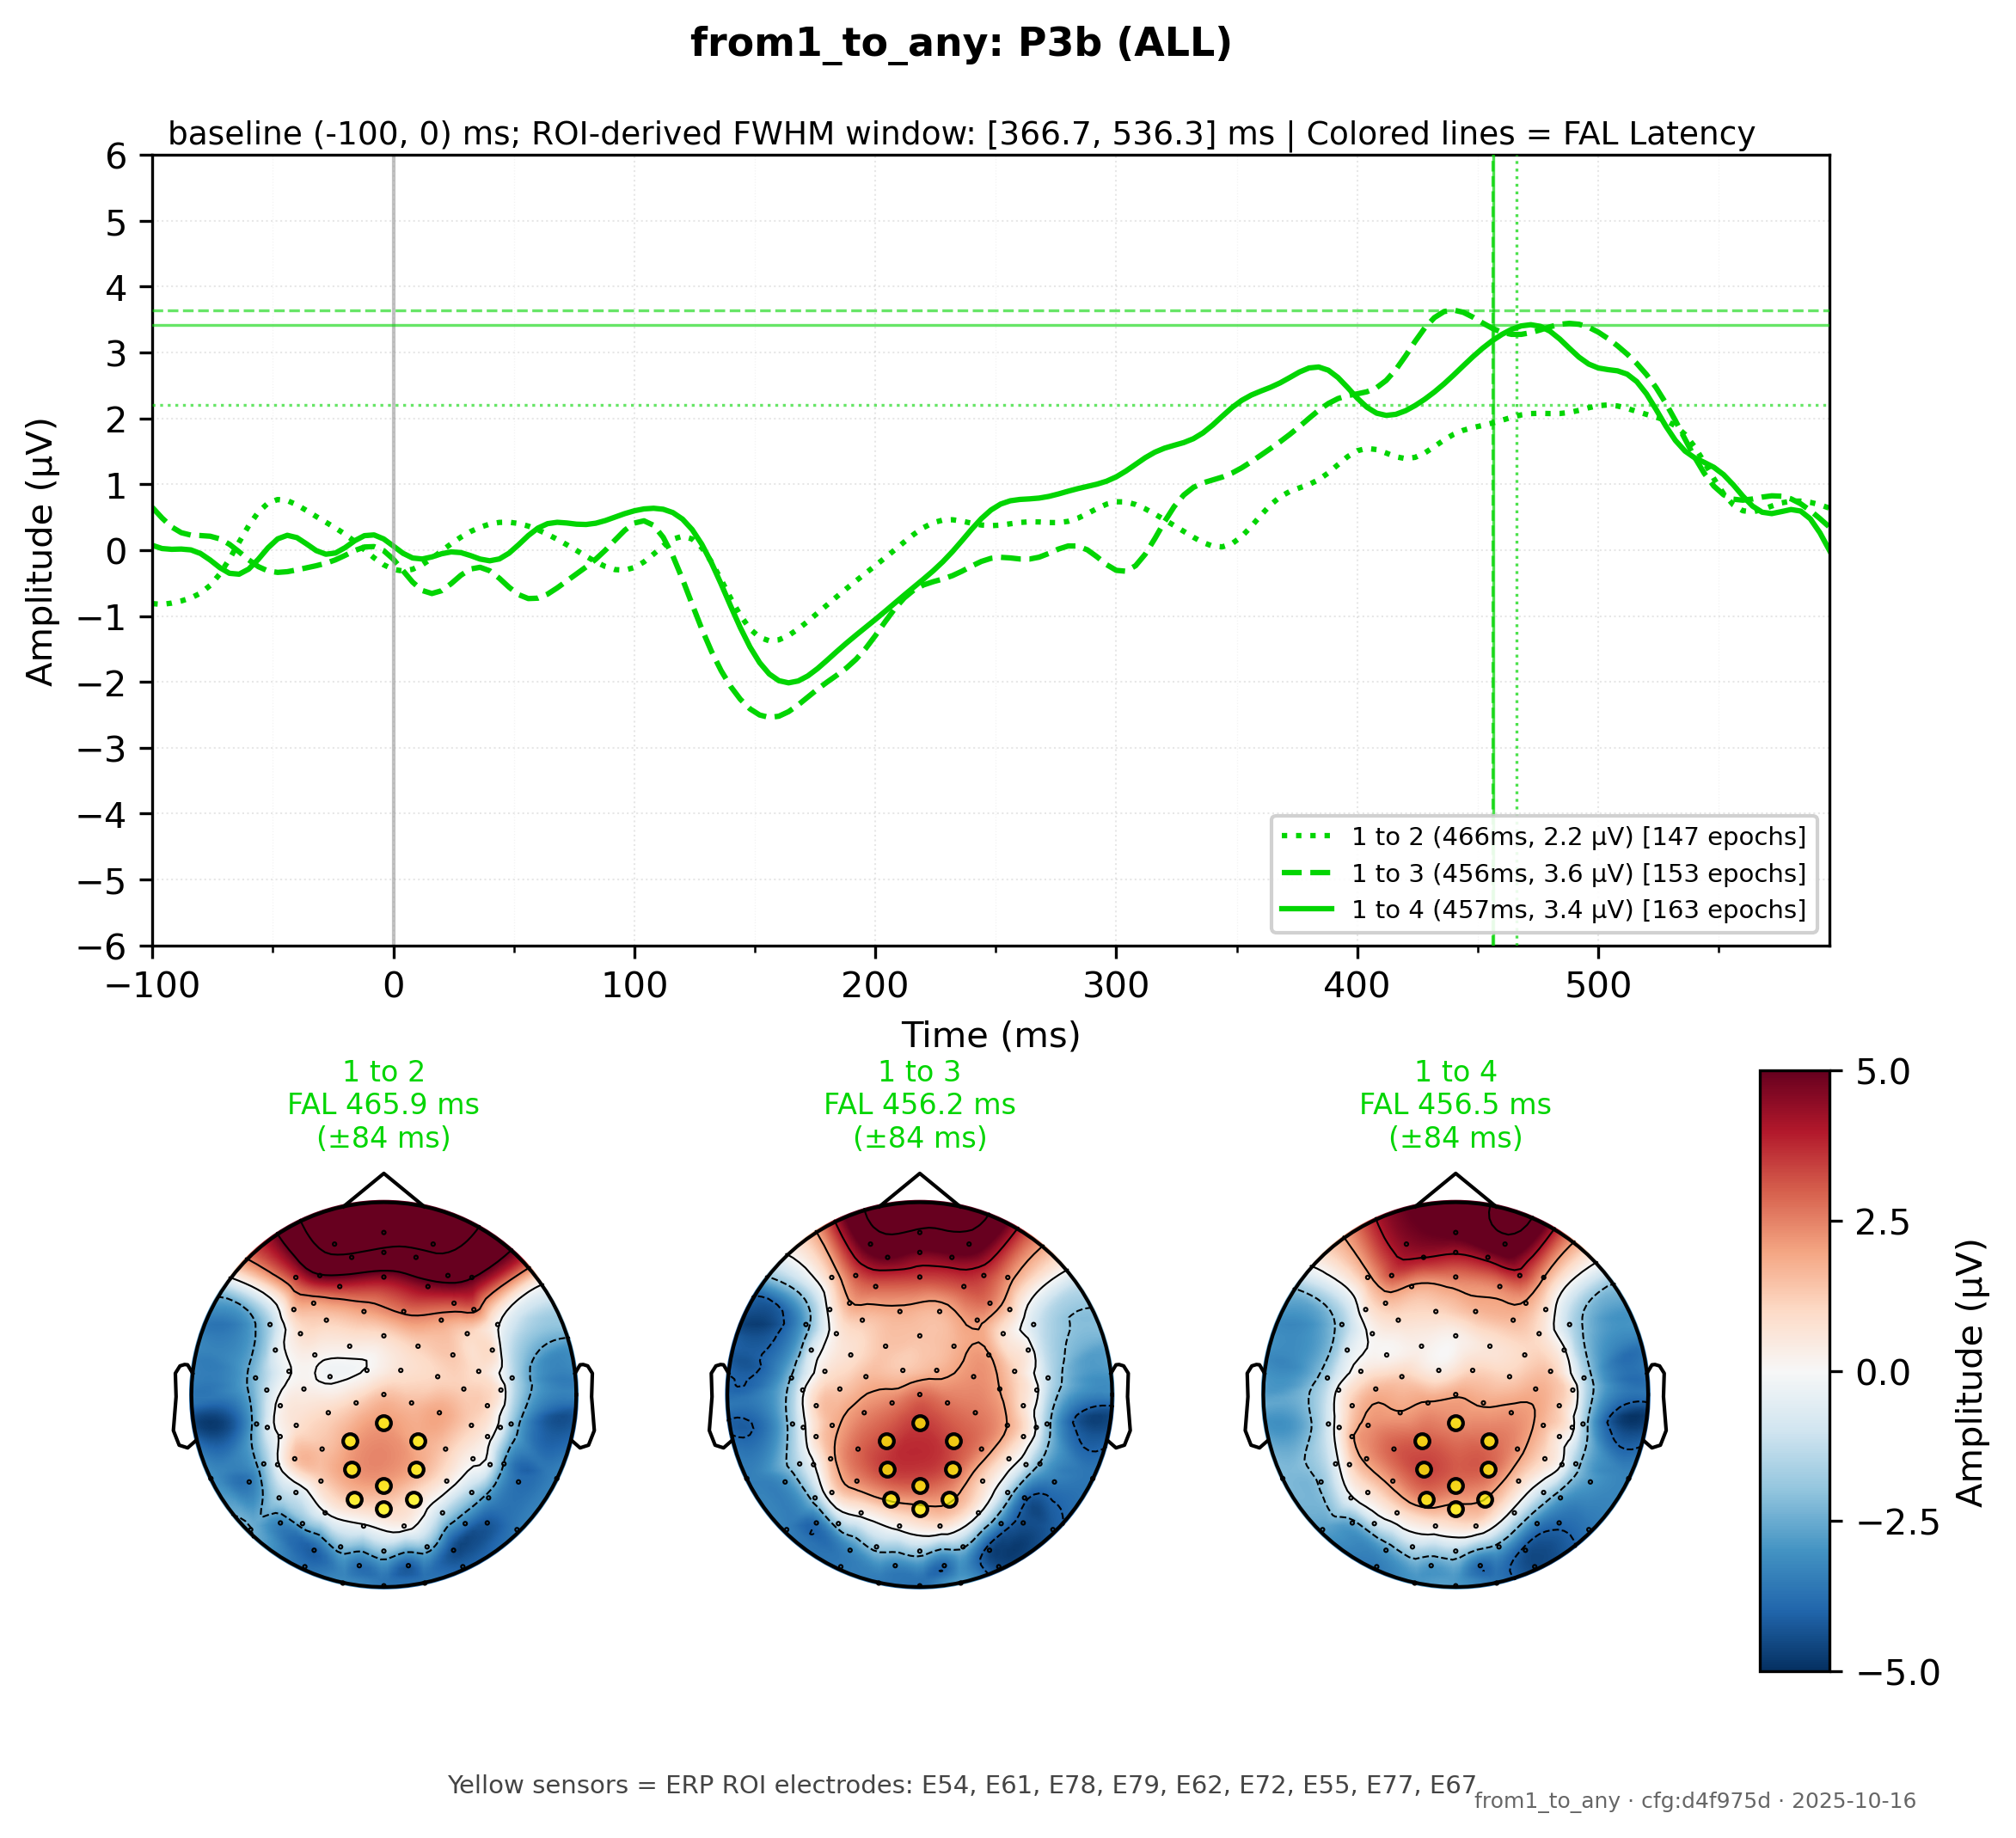 from1_to_any: P3b (ALL)
baseline (-100, 0) ms; ROI-derived FWHM window: [366.7, 536.3] ms | Colored lines = FAL Latency
6
5
4
3
2
1
0
−1
−2
−3
−4
−5
−6
Amplitude (μV)
1 to 2 (466ms, 2.2 μV) [147 epochs]
1 to 3 (456ms, 3.6 μV) [153 epochs]
1 to 4 (457ms, 3.4 μV) [163 epochs]
−100 0 100 200 300 400 500
Time (ms)
1 to 2
FAL 465.9 ms
(±84 ms)
1 to 3
FAL 456.2 ms
(±84 ms)
1 to 4
FAL 456.5 ms
(±84 ms)
5.0
2.5
0.0
−2.5
−5.0
Amplitude (μV)
Yellow sensors = ERP ROI electrodes: E54, E61, E78, E79, E62, E72, E55, E77, E67
from1_to_any · cfg:d4f975d · 2025-10-16